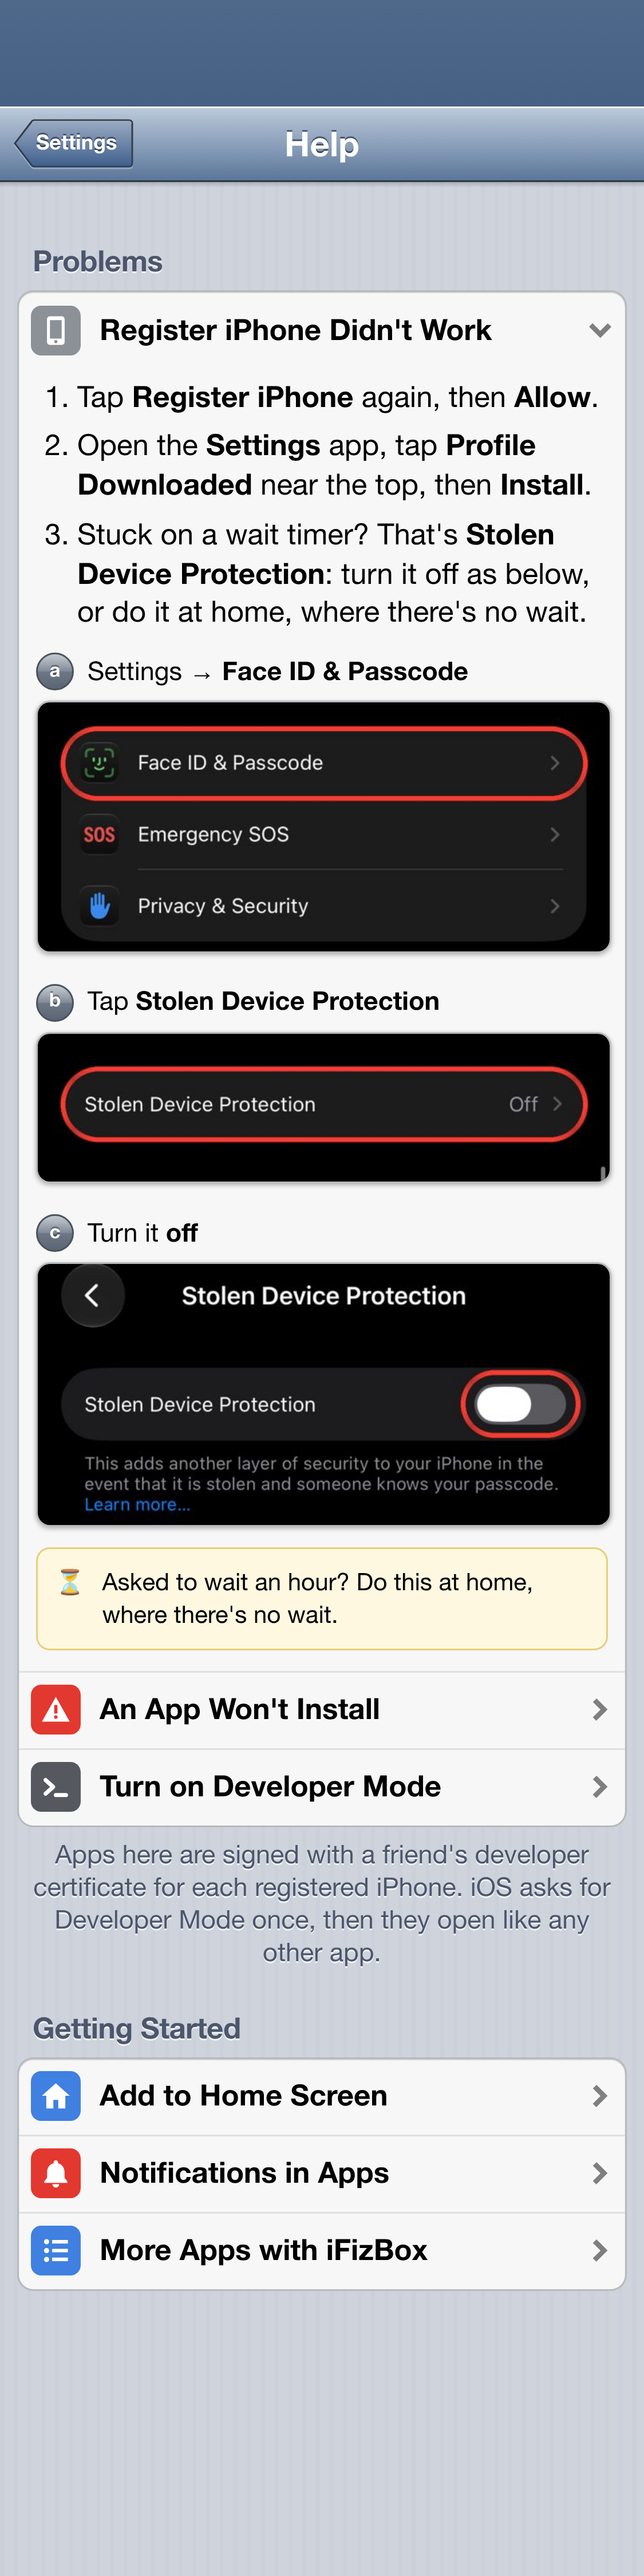 Settings
Help
Problems
Register iPhone Didn't Work
1. Tap Register iPhone again, then Allow.
2. Open the Settings app, tap Profile
Downloaded near the top, then Install.
3. Stuck on a wait timer? That's Stolen
Device Protection: turn it off as below,
or do it at home, where there's no wait.
a Settings → Face ID & Passcode
Face ID & Passcode
SOS Emergency SOS
Privacy & Security
b Tap Stolen Device Protection
Stolen Device Protection Off
c Turn it off
Stolen Device Protection
Stolen Device Protection
This adds another layer of security to your iPhone in the
event that it is stolen and someone knows your passcode.
Learn more...
Asked to wait an hour? Do this at home,
where there's no wait.
An App Won't Install
Turn on Developer Mode
Apps here are signed with a friend's developer
certificate for each registered iPhone. iOS asks for
Developer Mode once, then they open like any
other app.
Getting Started
Add to Home Screen
Notifications in Apps
More Apps with iFizBox